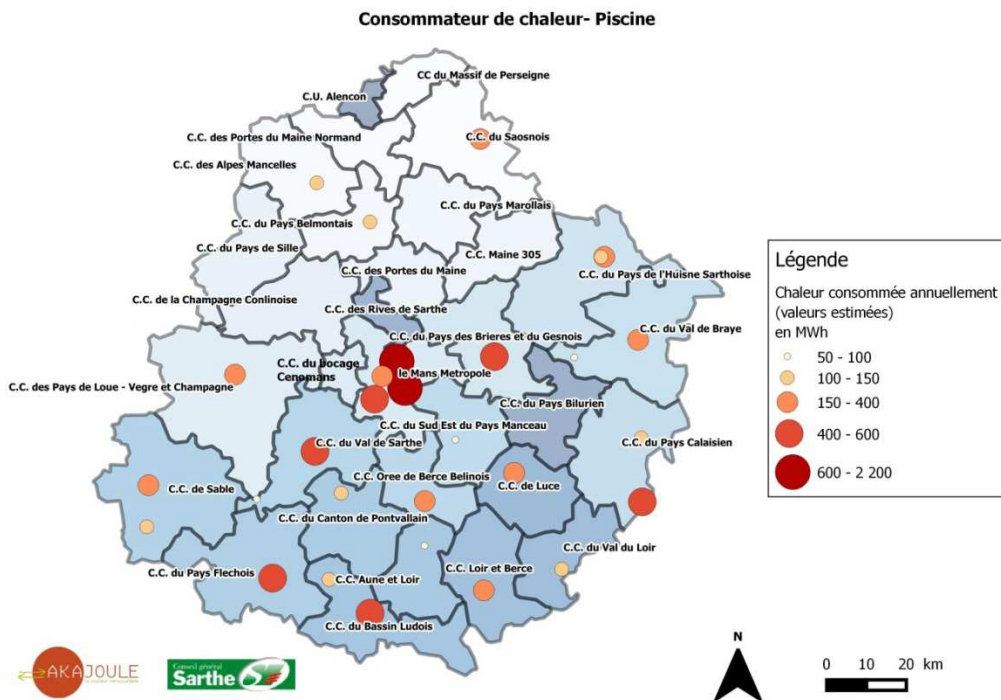 Consommateur de chaleur- Piscine
CC du Massif de Perseigne
C.U. Alencon
C.C. des Portes du Maine Normand
C.C. du Saosnois
C.C. des Alpes Mancelles
C.C. du Pays Marollais
C.C. du Pays Belmontais
C.C. du Pays de Sille
C.C. Maine 305
C.C. des Portes du Maine
C.C. du Pays de l'Huisne Sarthoise
C.C. de la Champagne Conlinoise
C.C. des Rives de Sarthe
C.C. du Pays des Brieres et du Gesnois
C.C. du Val de Braye
C.C. du bocage
Cenomans
le Mans Metropole
C.C. des Pays de Loue - Vegre et Champagne
C.C. du Pays Bilurien
C.C. du Sud Est du Pays Manceau
C.C. du Val de Sarthe
C.C. du Pays Calaisien
C.C. Oree de Berce Belinois
C.C. de Sable
C.C. de Luce
C.C. du Canton de Pontvallain
C.C. du Val du Loir
C.C. du Pays Flechois
C.C. Aune et Loir
C.C. Loir et Berce
C.C. du Bassin Ludois
Légende
Chaleur consommée annuellement
(valeurs estimées)
en MWh
50 - 100
100 - 150
150 - 400
400 - 600
600 - 2 200
AKAJOULE
Conseil général
Sarthe
N
0 10 20 km